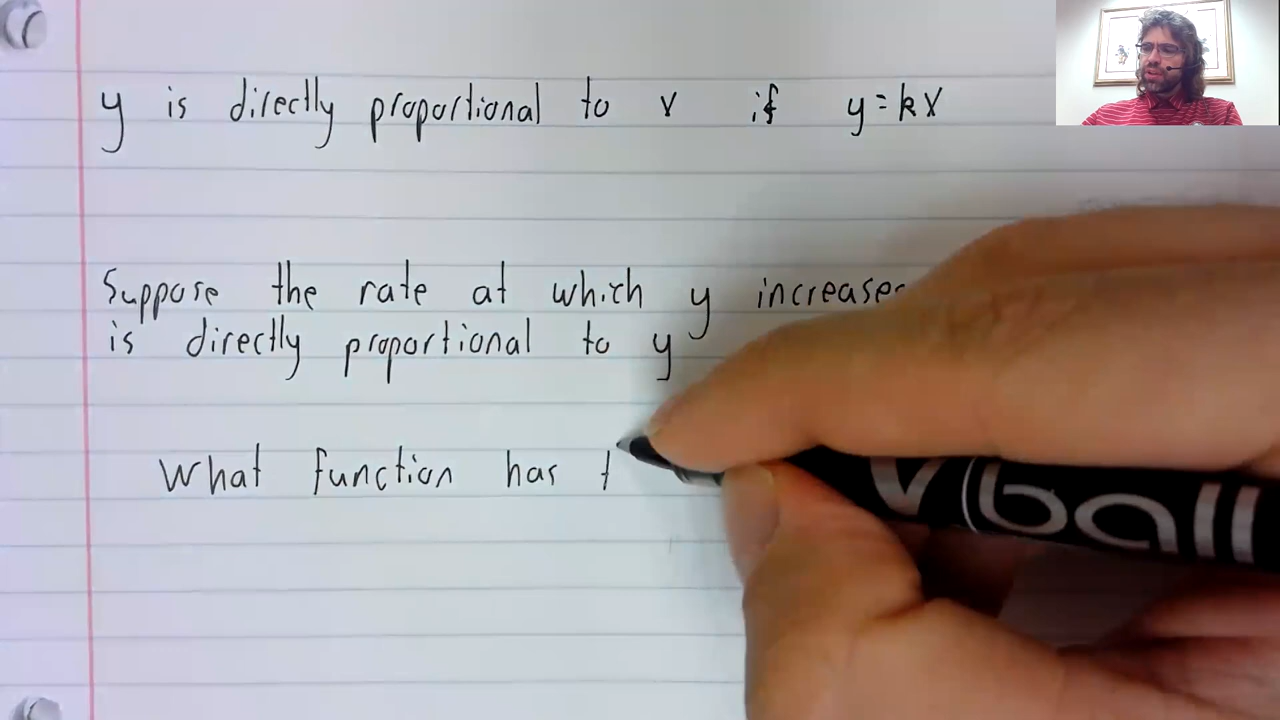 y is directly proportional to x if y=kx
Suppose the rate at which y increases
is directly proportional to y
What function has t
V ball